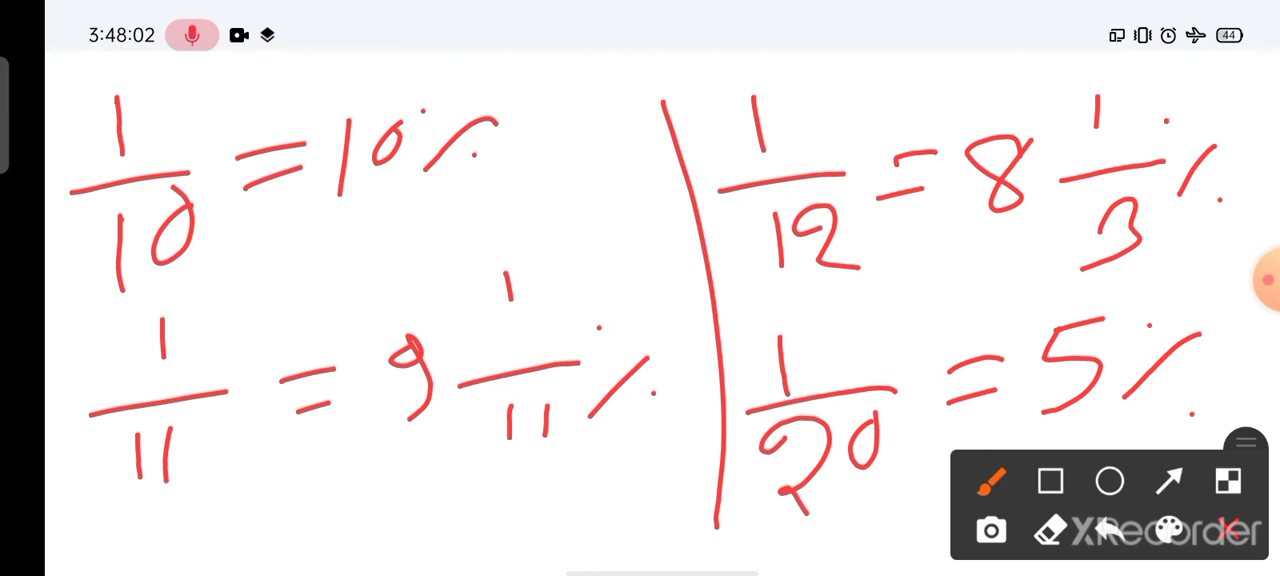 3:48:02
44
1/10 = 10%
1/11 = 9 1/11 %
1/12 = 8 1/3 %
1/20 = 5%
XRecorder